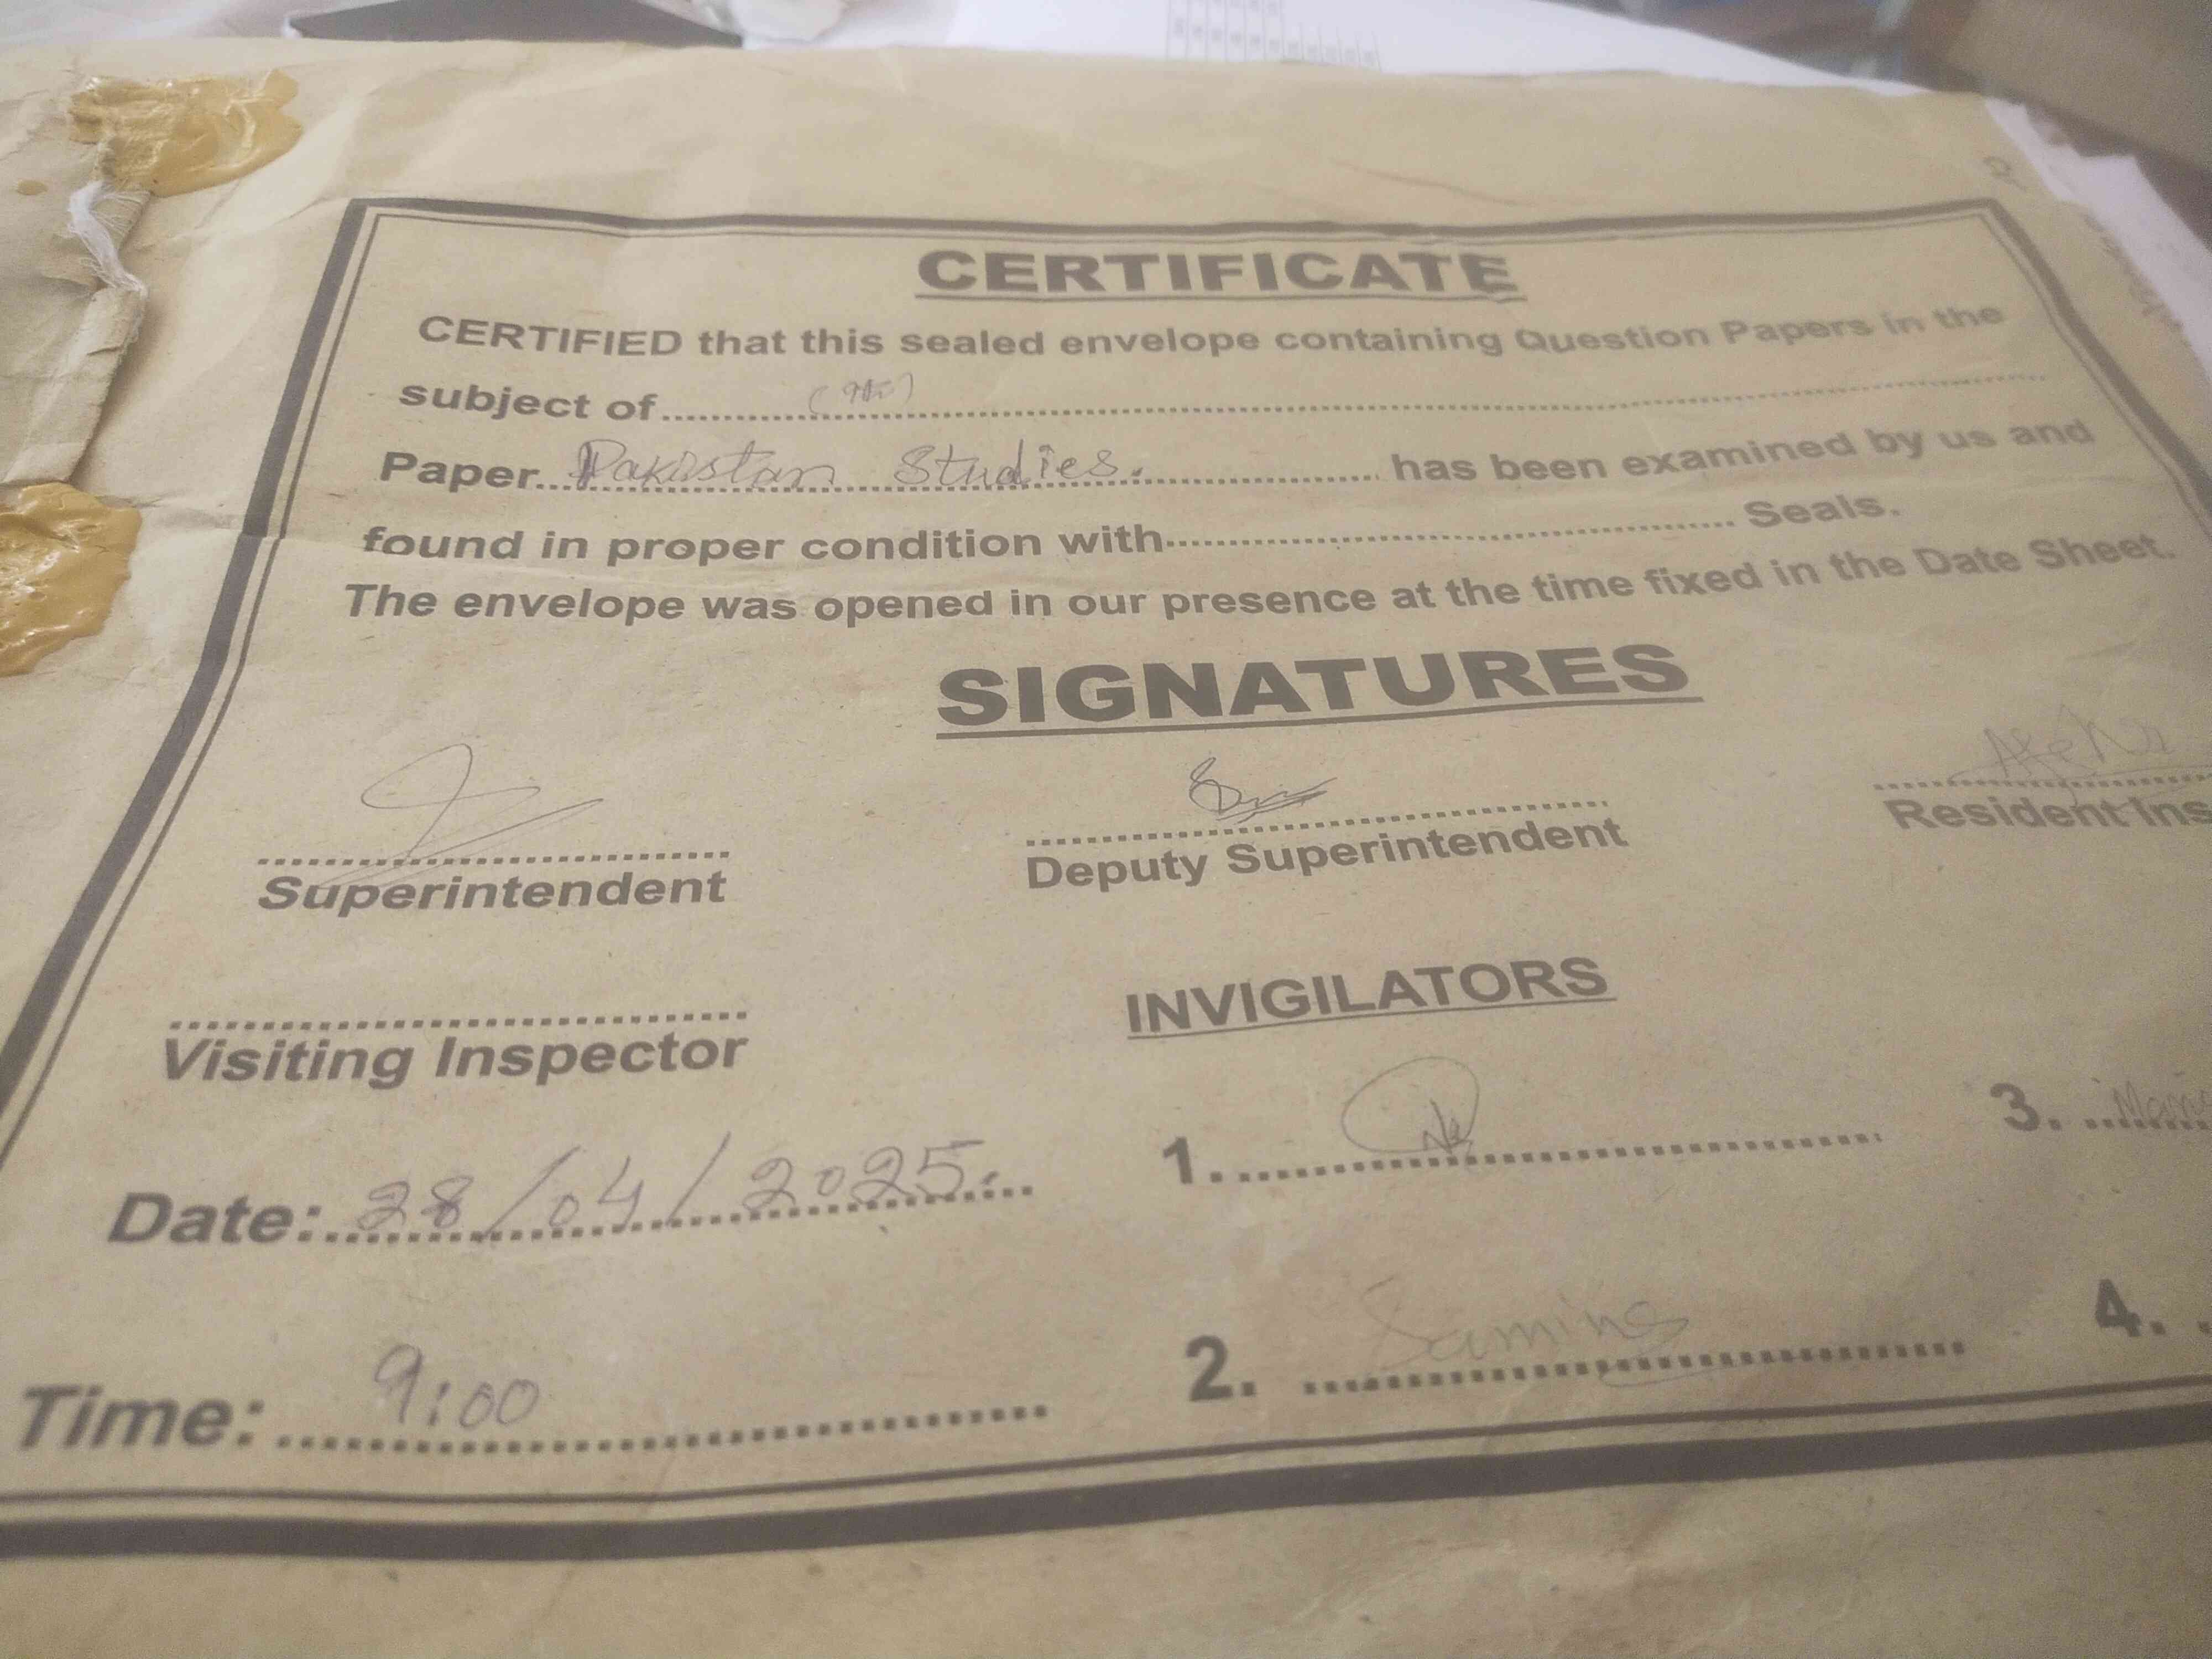 CERTIFICATE
CERTIFIED that this sealed envelope containing Question Papers in the
subject of
Paper Pakistan Studies. has been examined by us and
found in proper condition with Seals.
The envelope was opened in our presence at the time fixed in the Date Sheet.
SIGNATURES
Superintendent Deputy Superintendent Resident Ins
Visiting Inspector INVIGILATORS
Date: 28/04/2025. 1. 3.
Time: 9:00 2. 4.